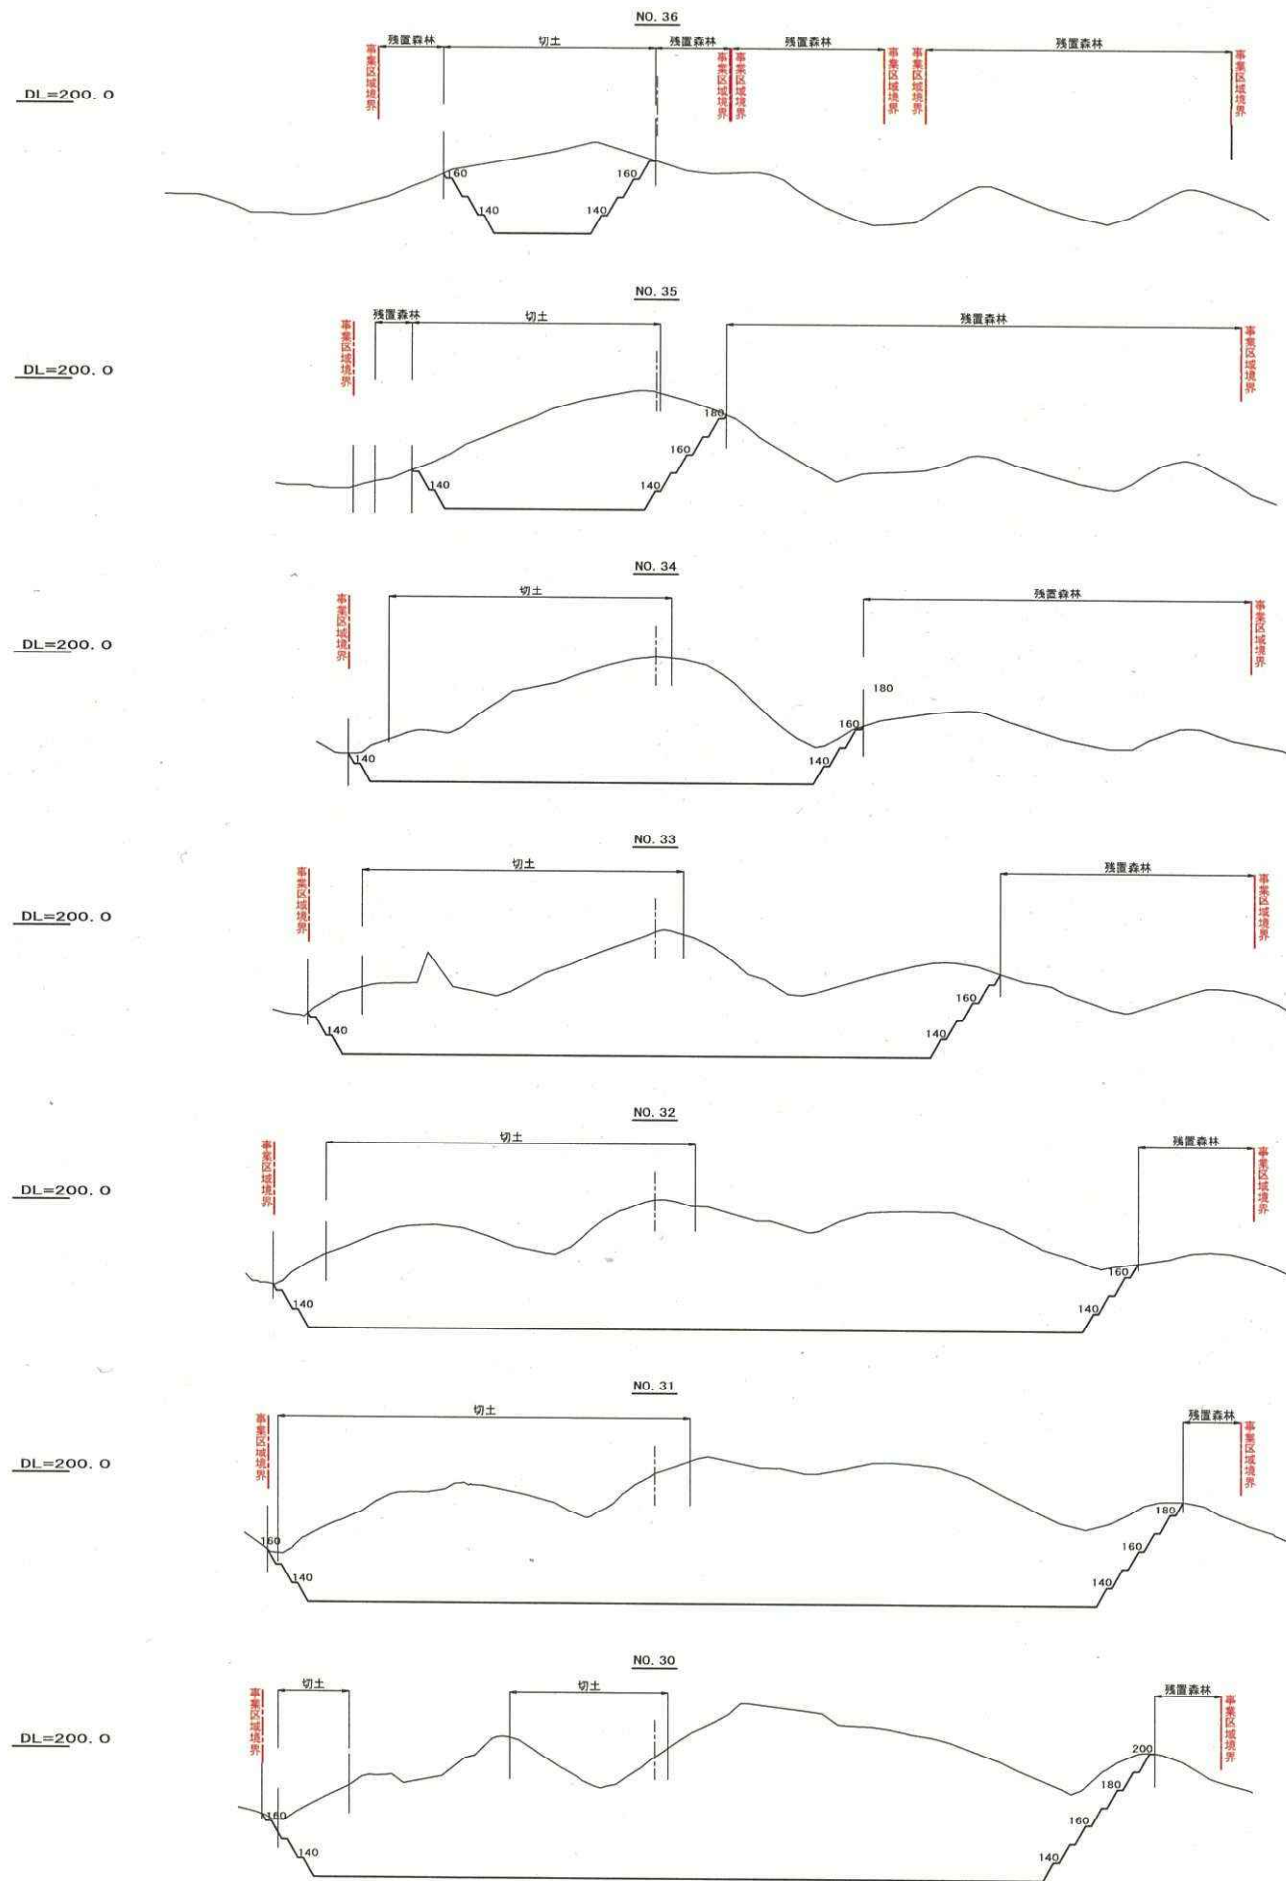 NO. 36
残置森林 切土 残置森林 残置森林 残置森林
事業区域境界 事業区域境界 事業区域境界 事業区域境界 事業区域境界 事業区域境界
DL=200. 0
160 160
140 140
NO. 35
残置森林 切土 残置森林
事業区域境界 事業区域境界
DL=200. 0
180
160
140 140
NO. 34
切土 残置森林
事業区域境界 事業区域境界
DL=200. 0
180
160
140 140
NO. 33
切土 残置森林
事業区域境界 事業区域境界
DL=200. 0
160
140 140
NO. 32
切土 残置森林
事業区域境界 事業区域境界
DL=200. 0
160
140 140
NO. 31
切土 残置森林
事業区域境界 事業区域境界
DL=200. 0
180
160 160
140 140
NO. 30
切土 切土 残置森林
事業区域境界 事業区域境界
DL=200. 0
200
180
160 160
140 140